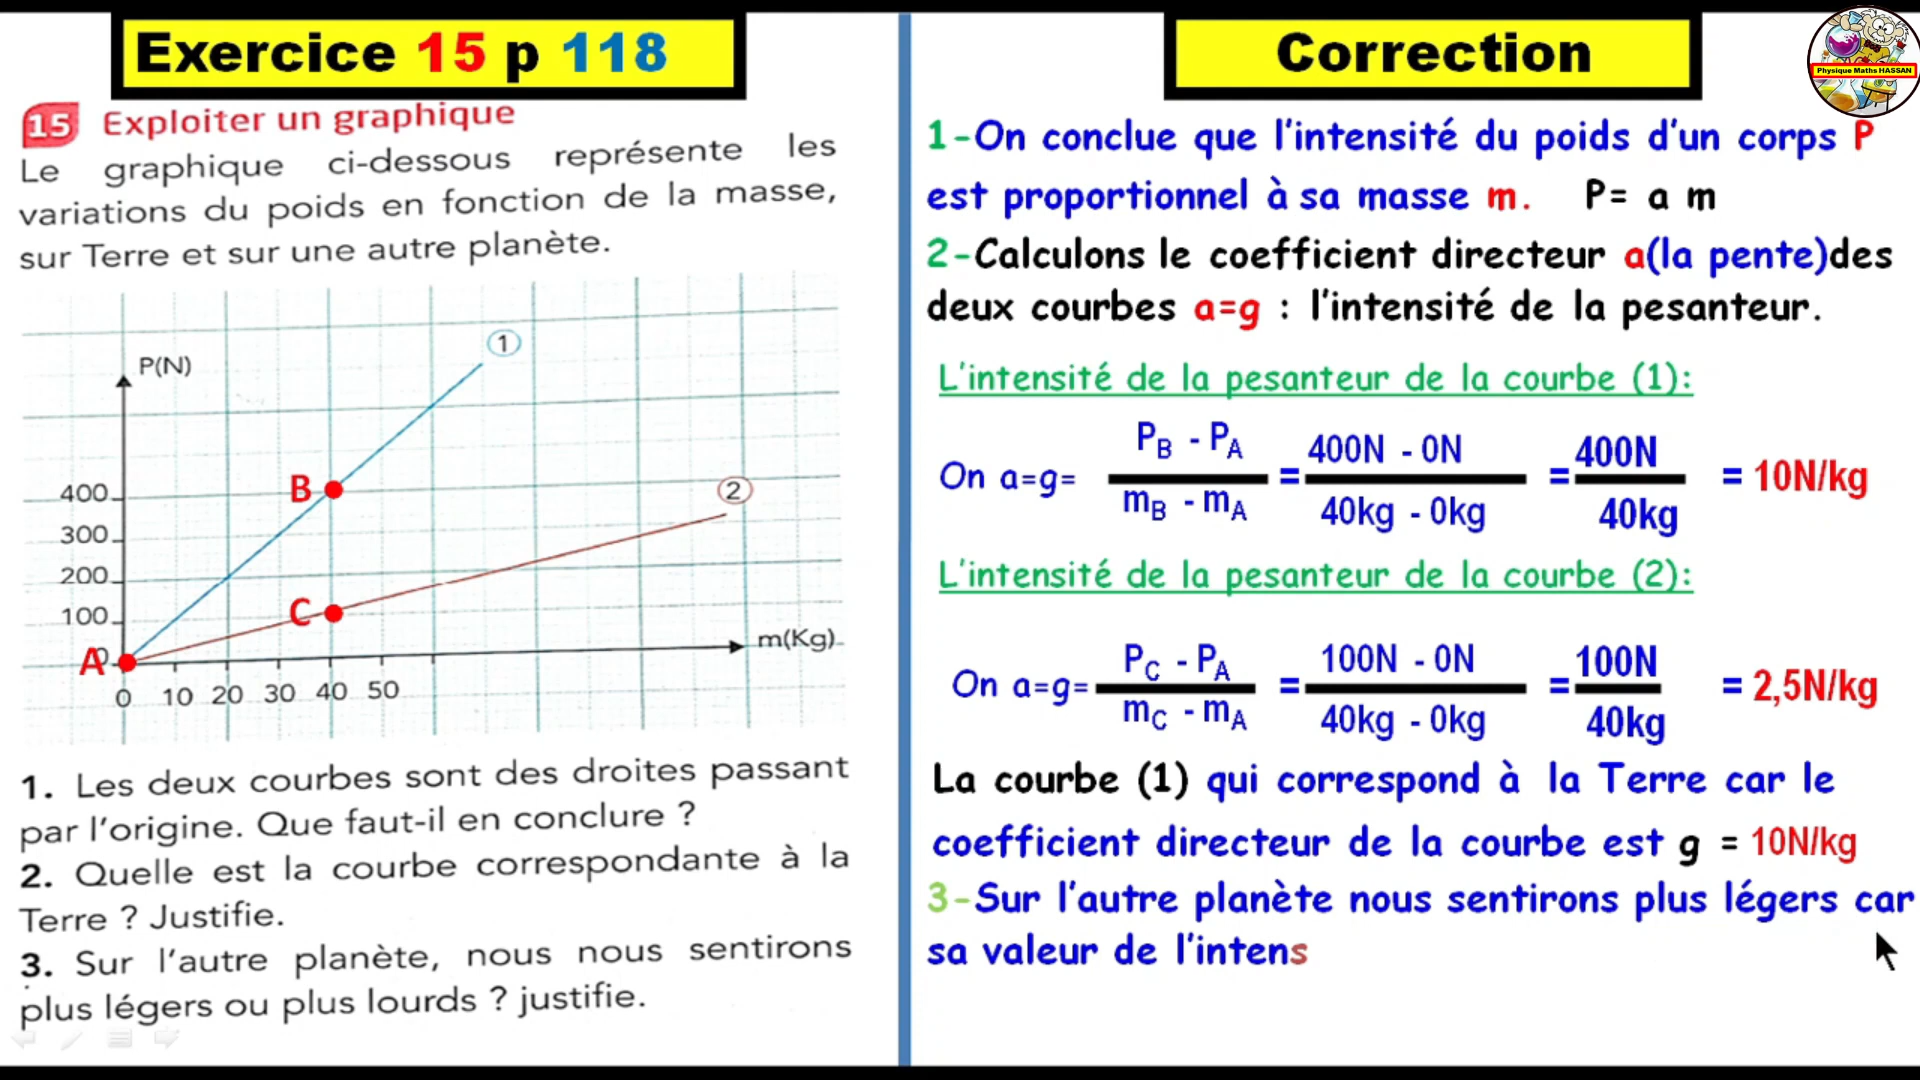 Exercice 15 p 118
15 Exploiter un graphique
Le graphique ci-dessous représente les
variations du poids en fonction de la masse,
sur Terre et sur une autre planète.
P(N)
1
2
B
C
A
400
300
200
100
0
m(Kg)
0 10 20 30 40 50
1. Les deux courbes sont des droites passant
par l'origine. Que faut-il en conclure ?
2. Quelle est la courbe correspondante à la
Terre ? Justifie.
3. Sur l'autre planète, nous nous sentirons
plus légers ou plus lourds ? justifie.
Correction
Physique Maths HASSAN
1-On conclue que l'intensité du poids d'un corps P
est proportionnel à sa masse m. P= a m
2-Calculons le coefficient directeur a(la pente)des
deux courbes a=g : l'intensité de la pesanteur.
L'intensité de la pesanteur de la courbe (1):
P_B - P_A 400N - 0N 400N
On a=g= = = = 10N/kg
m_B - m_A 40kg - 0kg 40kg
L'intensité de la pesanteur de la courbe (2):
P_C - P_A 100N - 0N 100N
On a=g= = = = 2,5N/kg
m_C - m_A 40kg - 0kg 40kg
La courbe (1) qui correspond à la Terre car le
coefficient directeur de la courbe est g = 10N/kg
3-Sur l'autre planète nous sentirons plus légers car
sa valeur de l'intens